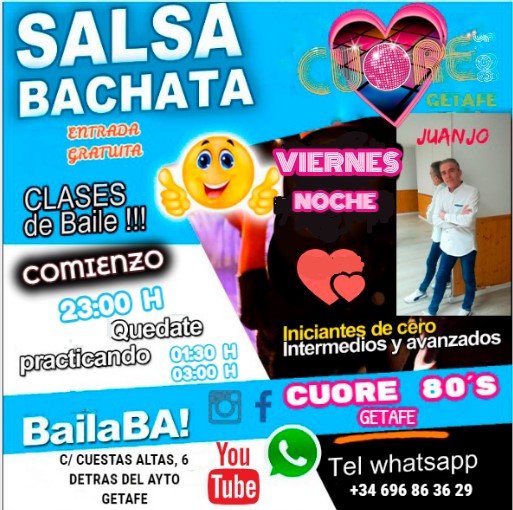 SALSA
BACHATA
ENTRADA
GRATUITA
CUORE 80'S
GETAFE
JUANJO
VIERNES
NOCHE
CLASES
de Baile !!!
COMIENZO
23:00 H
Quedate
practicando 01:30 H
03:00 H
Iniciantes de cero
Intermedios y avanzados
CUORE 80´S
GETAFE
BailaBA!
C/ CUESTAS ALTAS, 6
DETRAS DEL AYTO
GETAFE
You
Tube
Tel whatsapp
+34 696 86 36 29